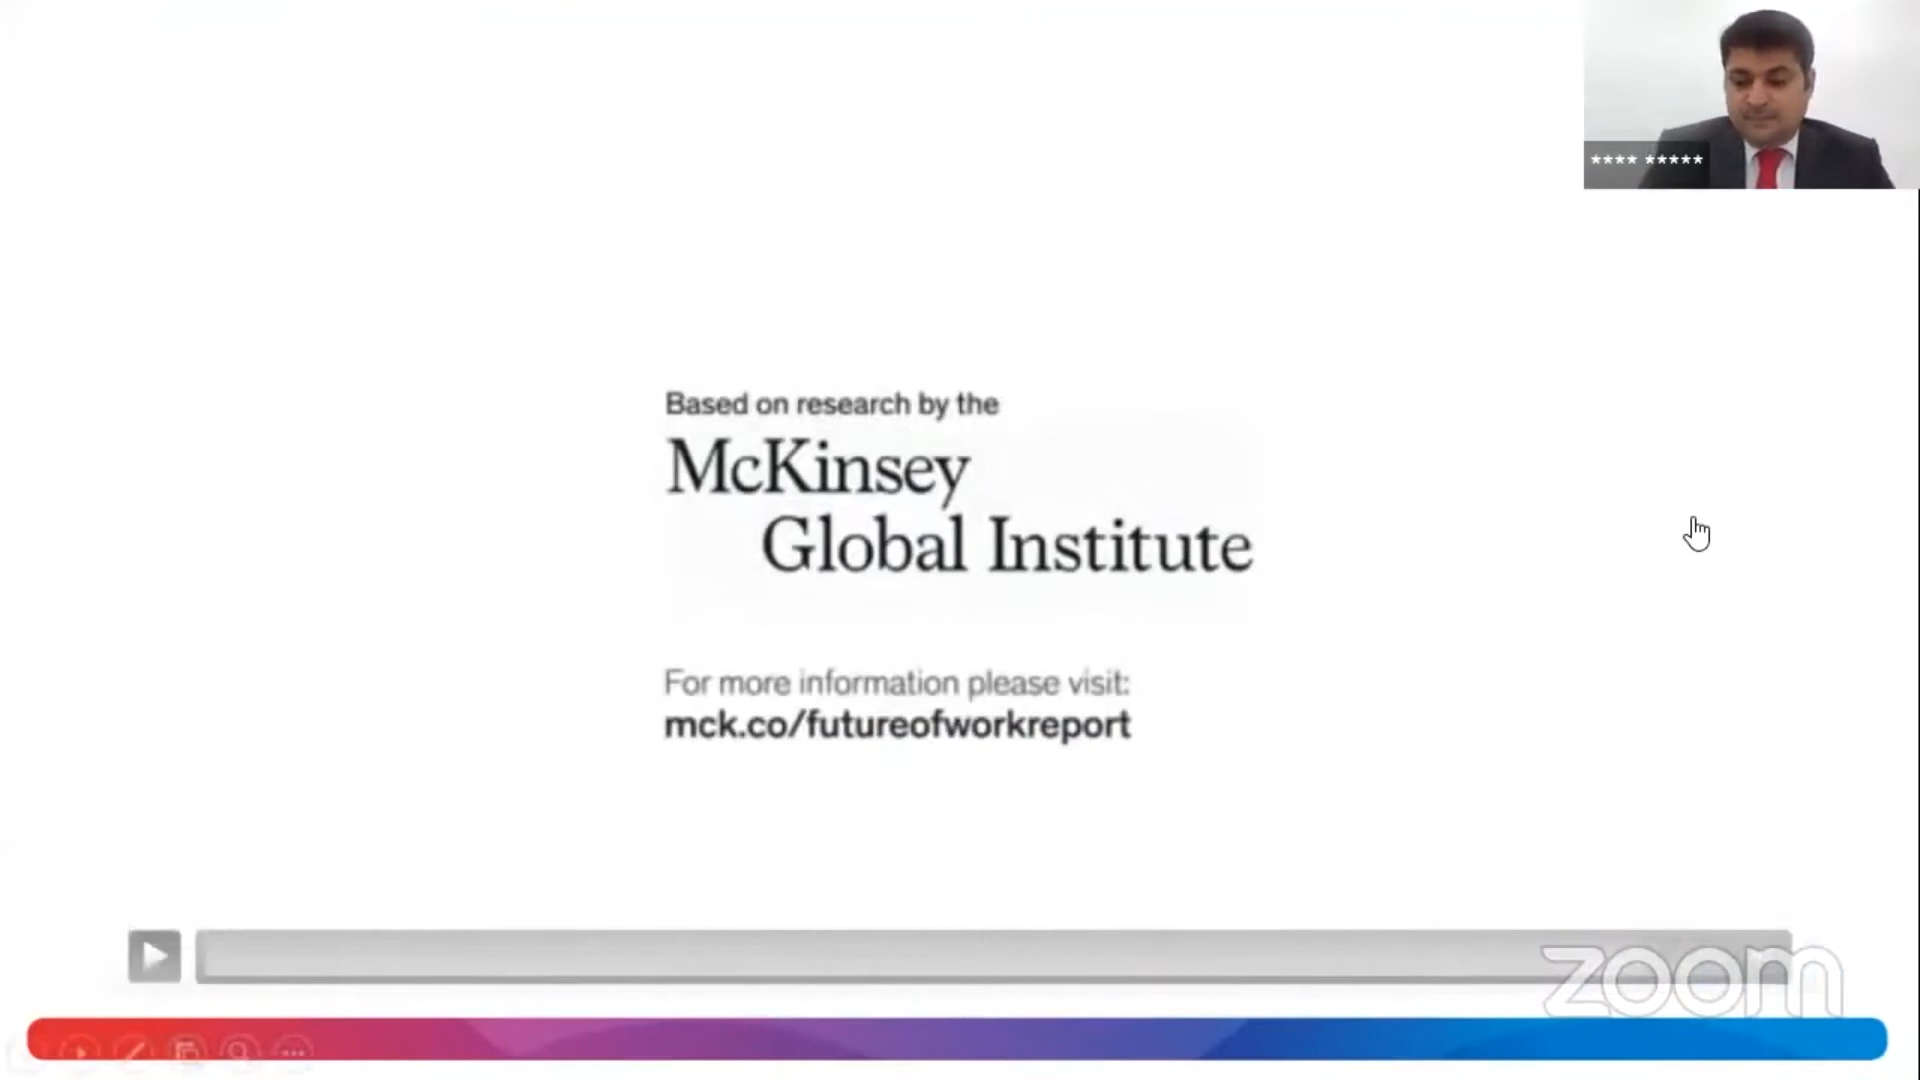 **** *****
Based on research by the
McKinsey
Global Institute
For more information please visit:
mck.co/futureofworkreport
zoom